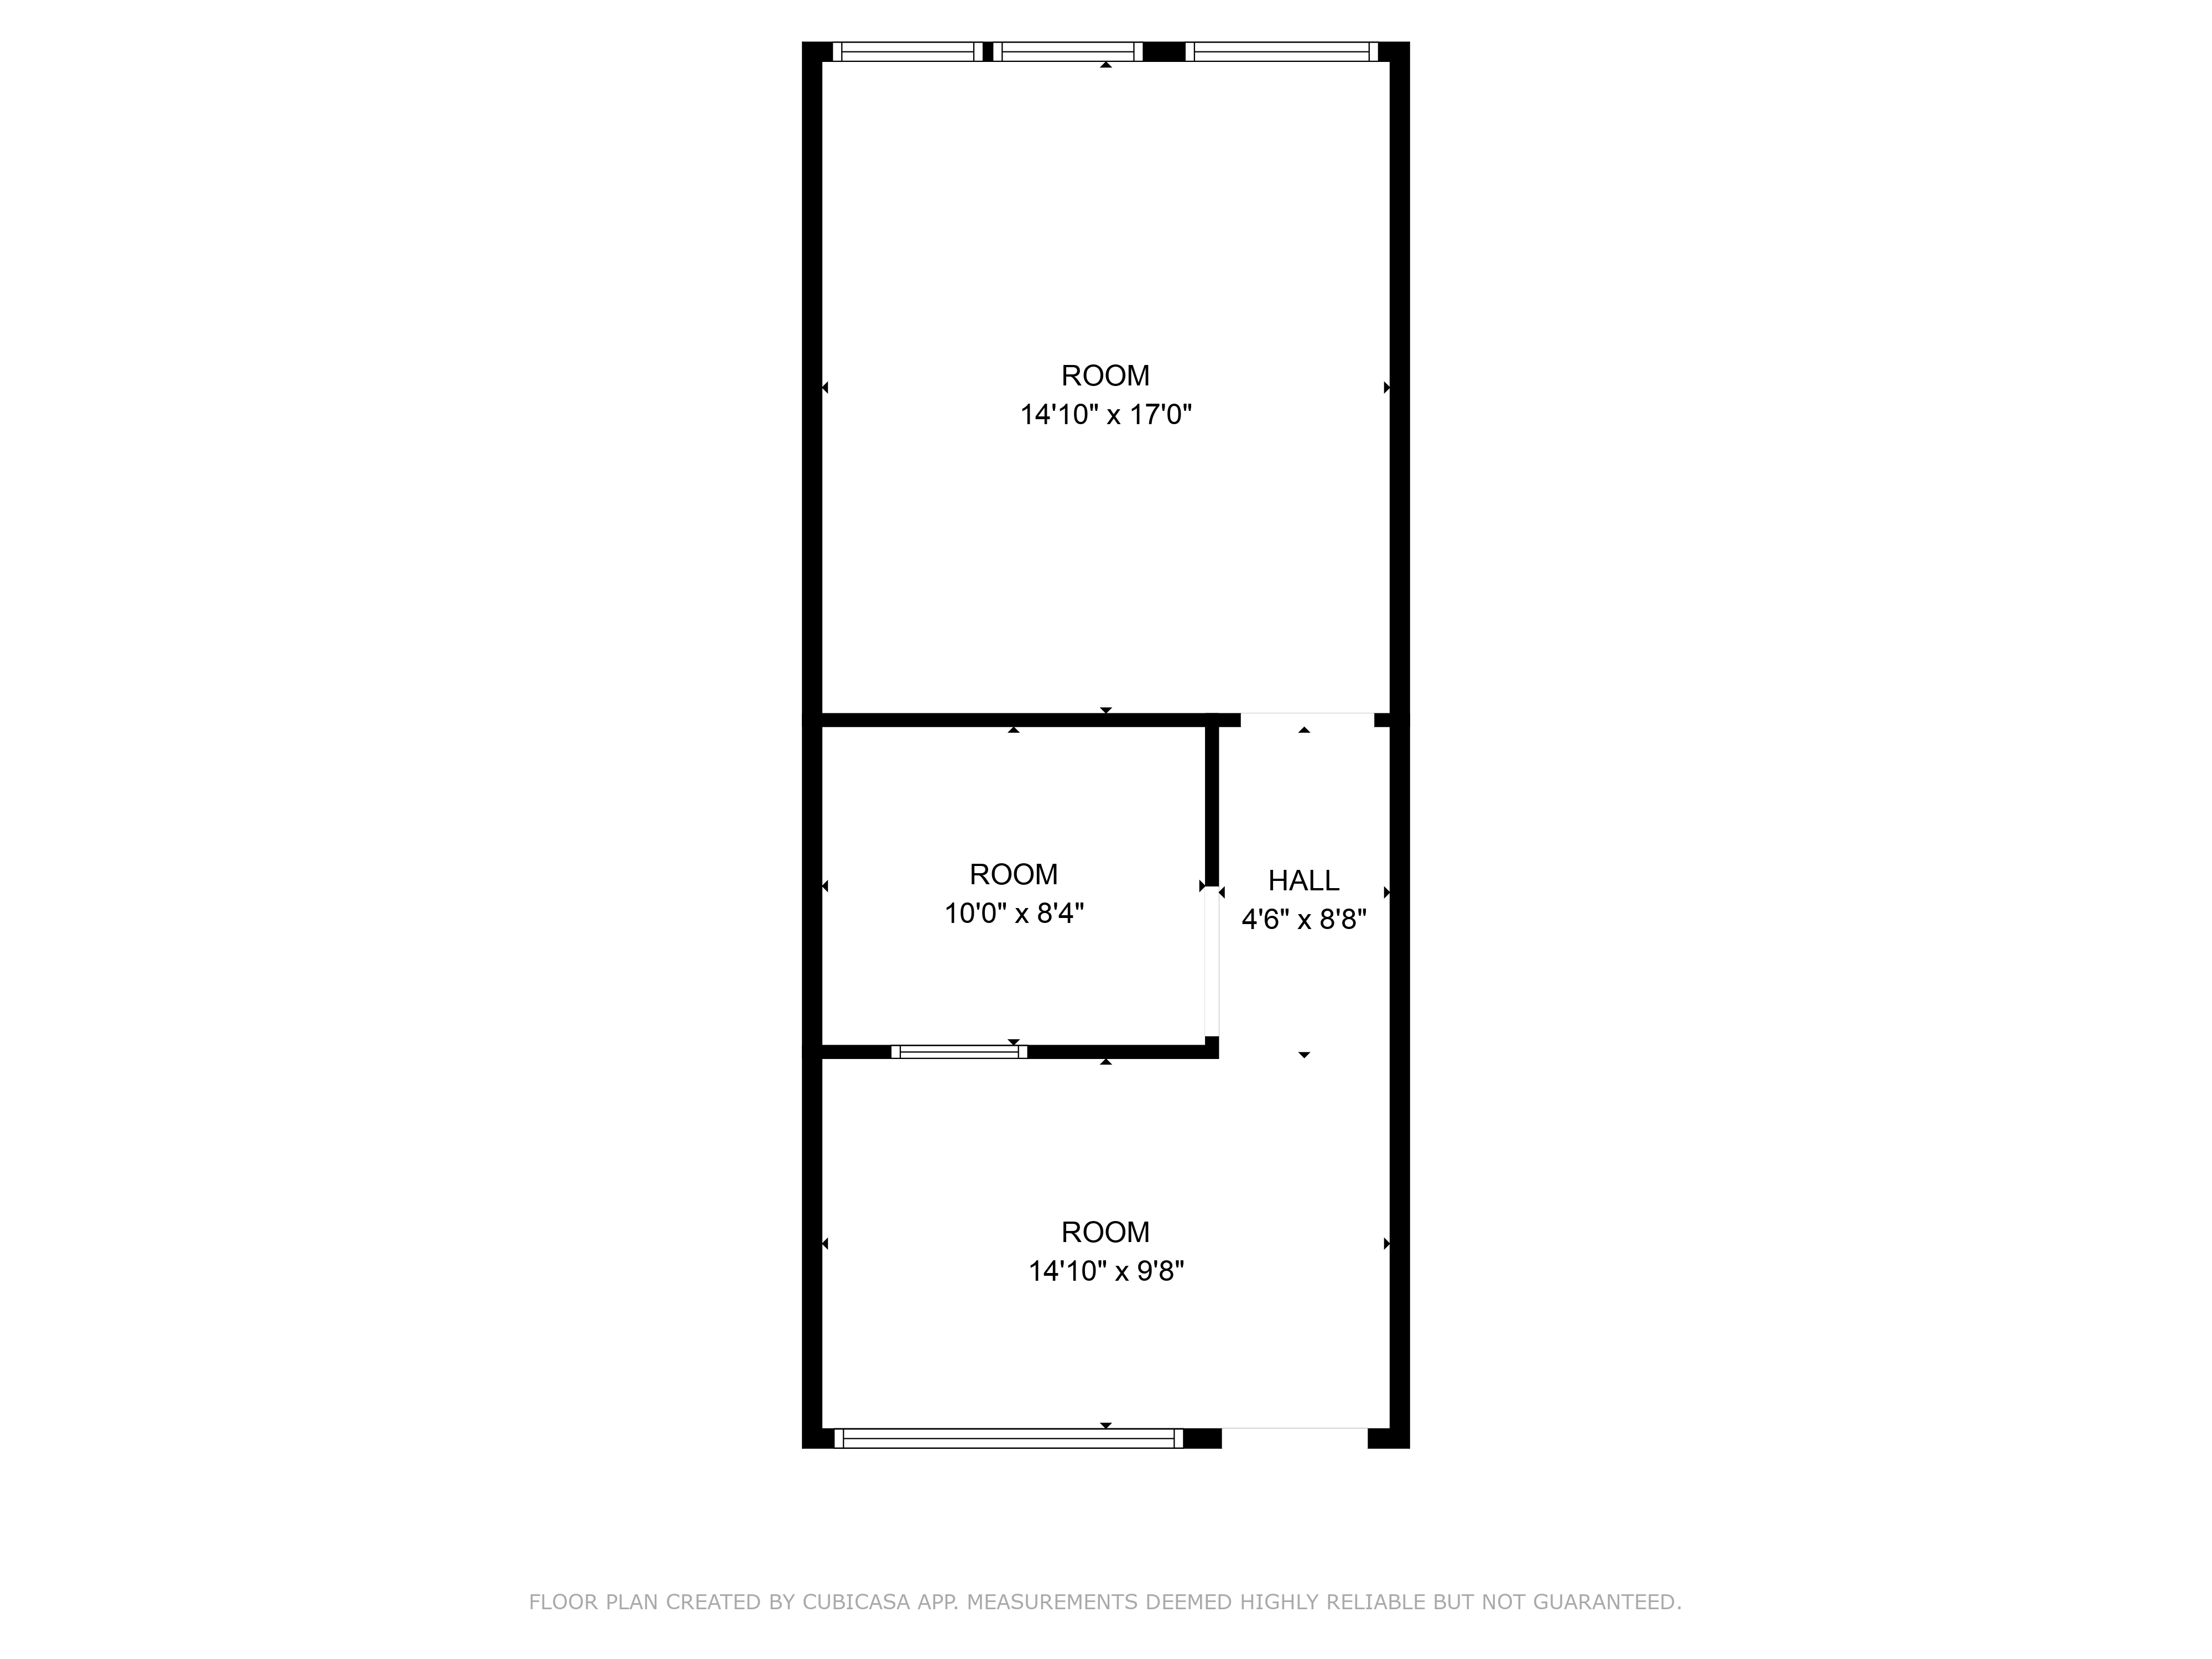 ROOM
14'10" x 17'0"
ROOM
10'0" x 8'4"
HALL
4'6" x 8'8"
ROOM
14'10" x 9'8"
FLOOR PLAN CREATED BY CUBICASA APP. MEASUREMENTS DEEMED HIGHLY RELIABLE BUT NOT GUARANTEED.